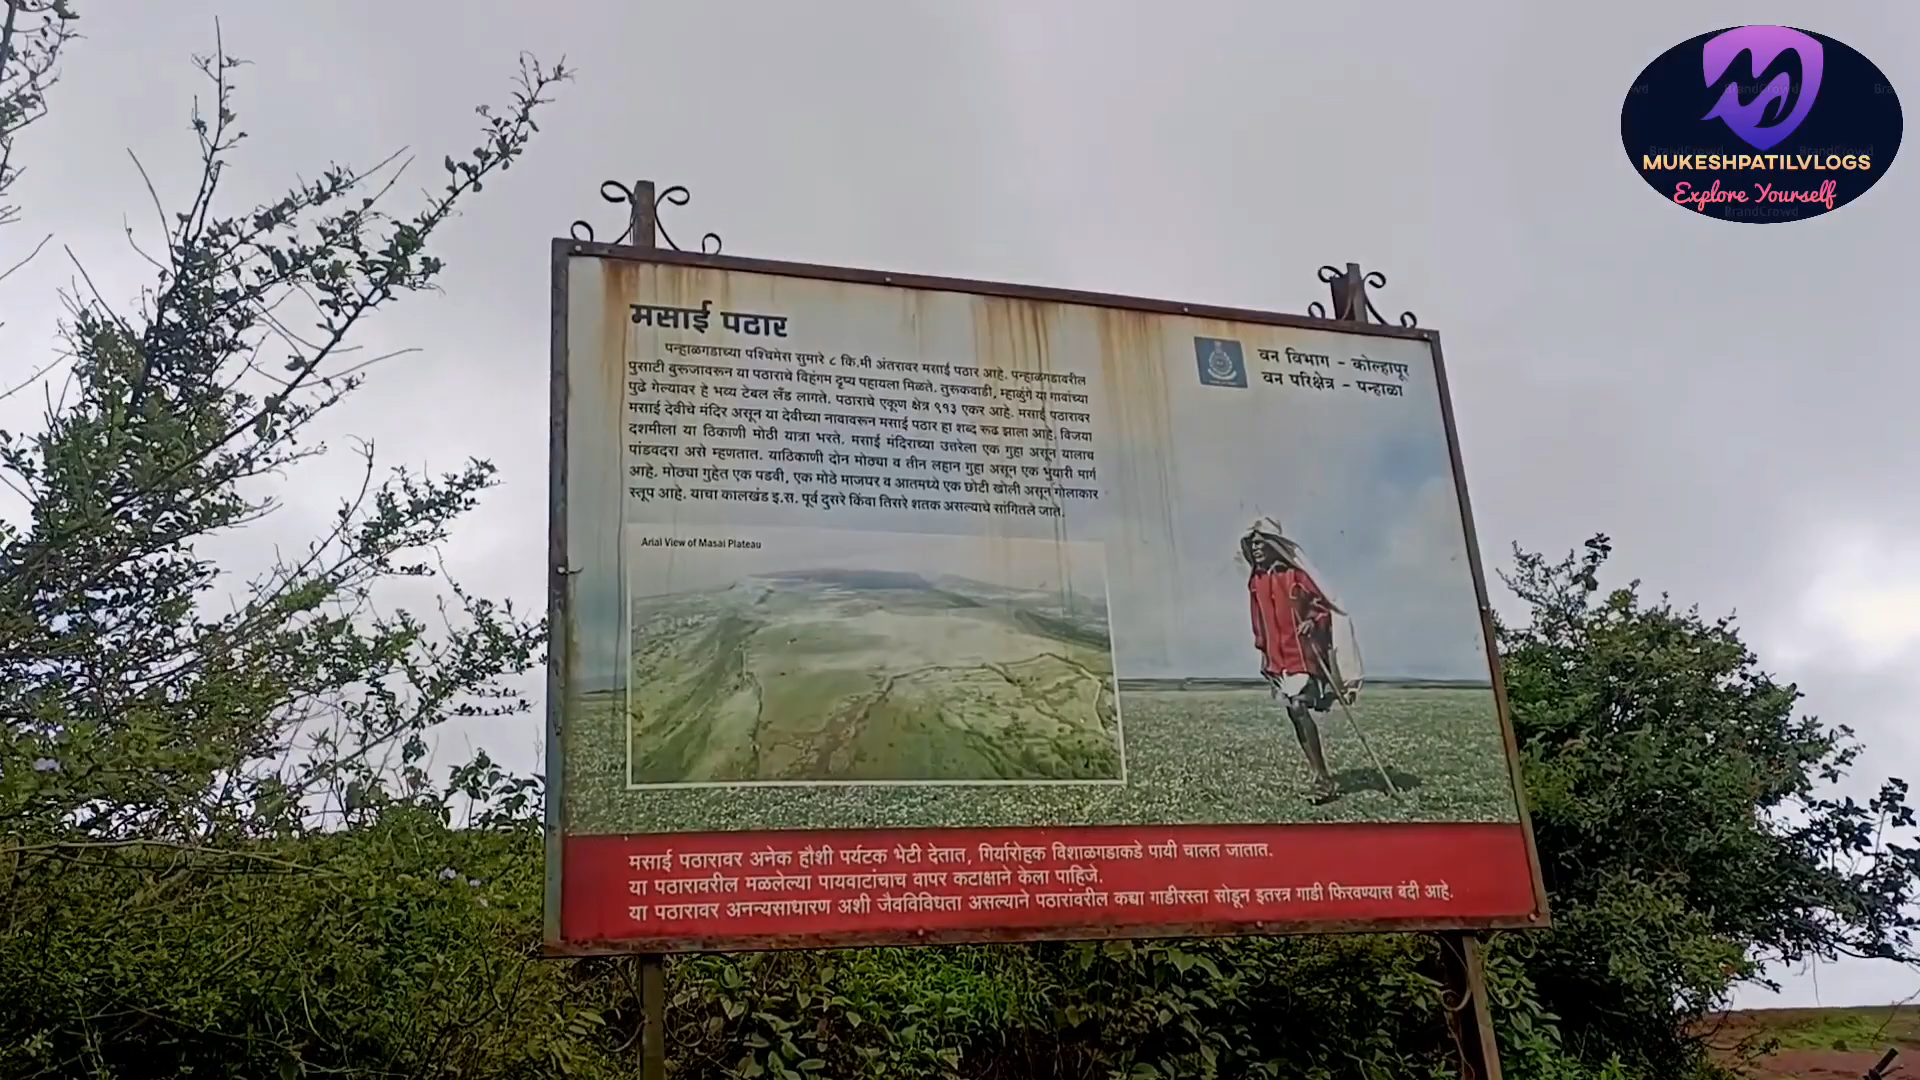 मसाई पठार
पन्हाळगडाच्या पश्चिमेस सुमारे ८ कि.मी अंतरावर मसाई पठार आहे. पन्हाळगडावरील
पुसाटी बुरूजावरून या पठाराचे विहंगम दृष्य पहायला मिळते. तुरूकवाडी, म्हाळुंगे या गावांच्या
पुढे गेल्यावर हे भव्य टेबल लँड लागते. पठाराचे एकूण क्षेत्र ९१३ एकर आहे. मसाई पठारावर
मसाई देवीचे मंदिर असून या देवीच्या नावावरून मसाई पठार हा शब्द रूढ झाला आहे. विजया
दशमीला या ठिकाणी मोठी यात्रा भरते. मसाई मंदिराच्या उत्तरेला एक गुहा असून यालाच
पांडवदरा असे म्हणतात. याठिकाणी दोन मोठ्या व तीन लहान गुहा असून एक भुयारी मार्ग
आहे. मोठ्या गुहेत एक पडवी, एक मोठे माजघर व आतमध्ये एक छोटी खोली असून गोलाकार
स्तूप आहे. याचा कालखंड इ.स. पूर्व दुसरे किंवा तिसरे शतक असल्याचे सांगितले जाते.
वन विभाग - कोल्हापूर
वन परिक्षेत्र - पन्हाळा
Arial View of Masai Plateau
मसाई पठारावर अनेक हौशी पर्यटक भेटी देतात, गिर्यारोहक विशाळगडाकडे पायी चालत जातात.
या पठारावरील मळलेल्या पायवाटांचाच वापर कटाक्षाने केला पाहिजे.
या पठारावर अनन्यसाधारण अशी जैवविविधता असल्याने पठारांवरील कच्चा गाडीरस्ता सोडून इतरत्र गाडी फिरवण्यास बंदी आहे.
MUKESHPATILVLOGS
Explore Yourself
BrandCrowd